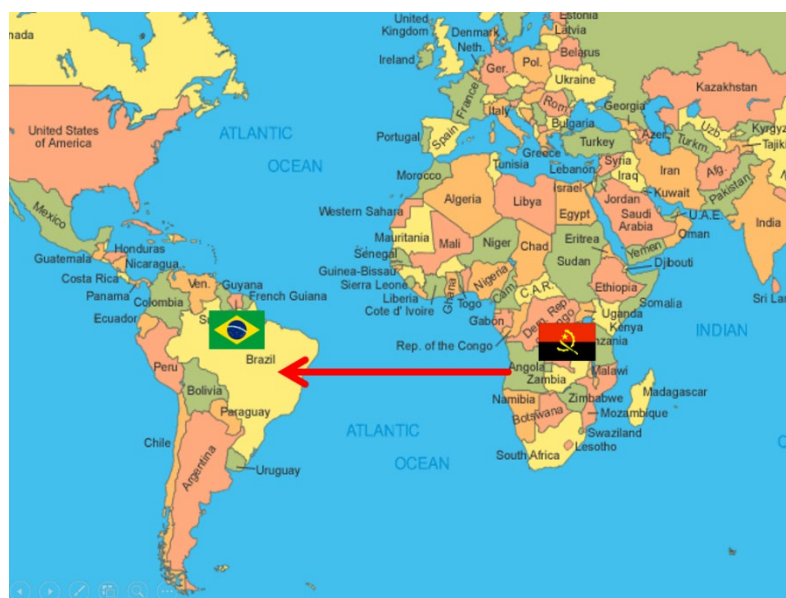 nada
United States
of America
Mexico
Guatemala
Honduras
Nicaragua
Costa Rica
Panama
Colombia
Ven.
Guyana
French Guiana
Ecuador
Peru
Brazil
Bolivia
Paraguay
Chile
Argentina
Uruguay
ATLANTIC
OCEAN
ATLANTIC
OCEAN
United
Kingdom
Ireland
Denmark
Neth.
Ger.
Pol.
Estonia
Latvia
Belarus
Ukraine
France
Rom.
Bulgaria
Italy
Portugal
Spain
Greece
Turkey
Georgia
Azer.
Kazakhstan
Uzb.
Turkm.
Kyrgyz
Tajiki
Tunisia
Lebanon
Syria
Iraq
Iran
Afg.
Pakistan
Morocco
Algeria
Libya
Israel
Egypt
Jordan
Kuwait
Saudi
Arabia
U.A.E.
Oman
Yemen
India
Western Sahara
Mauritania
Mali
Niger
Chad
Eritrea
Sudan
Djibouti
Sénegal
Guinea-Bissau
Sierra Leone
Liberia
Cote d' Ivoire
Ghana
Togo
Nigeria
Cam.
C.A.R.
Ethiopia
Somalia
Sri La
Gabon
Rep. of the Congo
Dem. Rep
Uganda
Kenya
INDIAN
Angola
Zambia
Malawi
Namibia
Botswana
Zimbabwe
Mozambique
Madagascar
Swaziland
Lesotho
South Africa